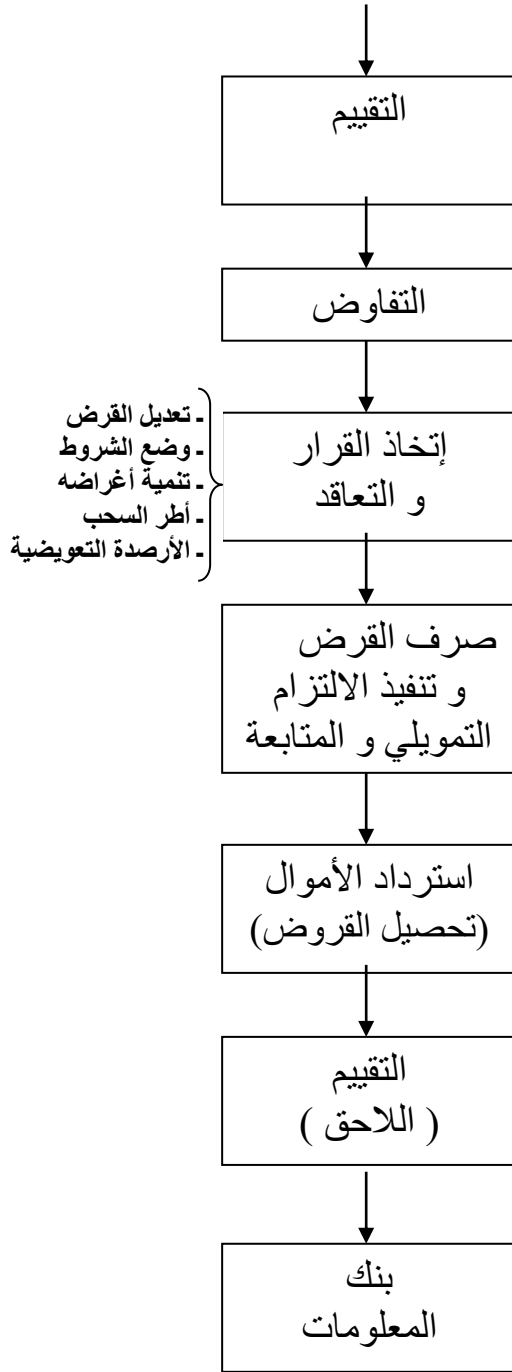 التقييم
التفاوض
إتخاذ القرار
و التعاقد
- تعديل القرض
- وضع الشروط
- تنمية أغراضه
- أطر السحب
- الأرصدة التعويضية
صرف القرض
و تنفيذ الالتزام
التمويلي و المتابعة
استرداد الأموال
(تحصيل القروض)
التقييم
( اللاحق )
بنك
المعلومات